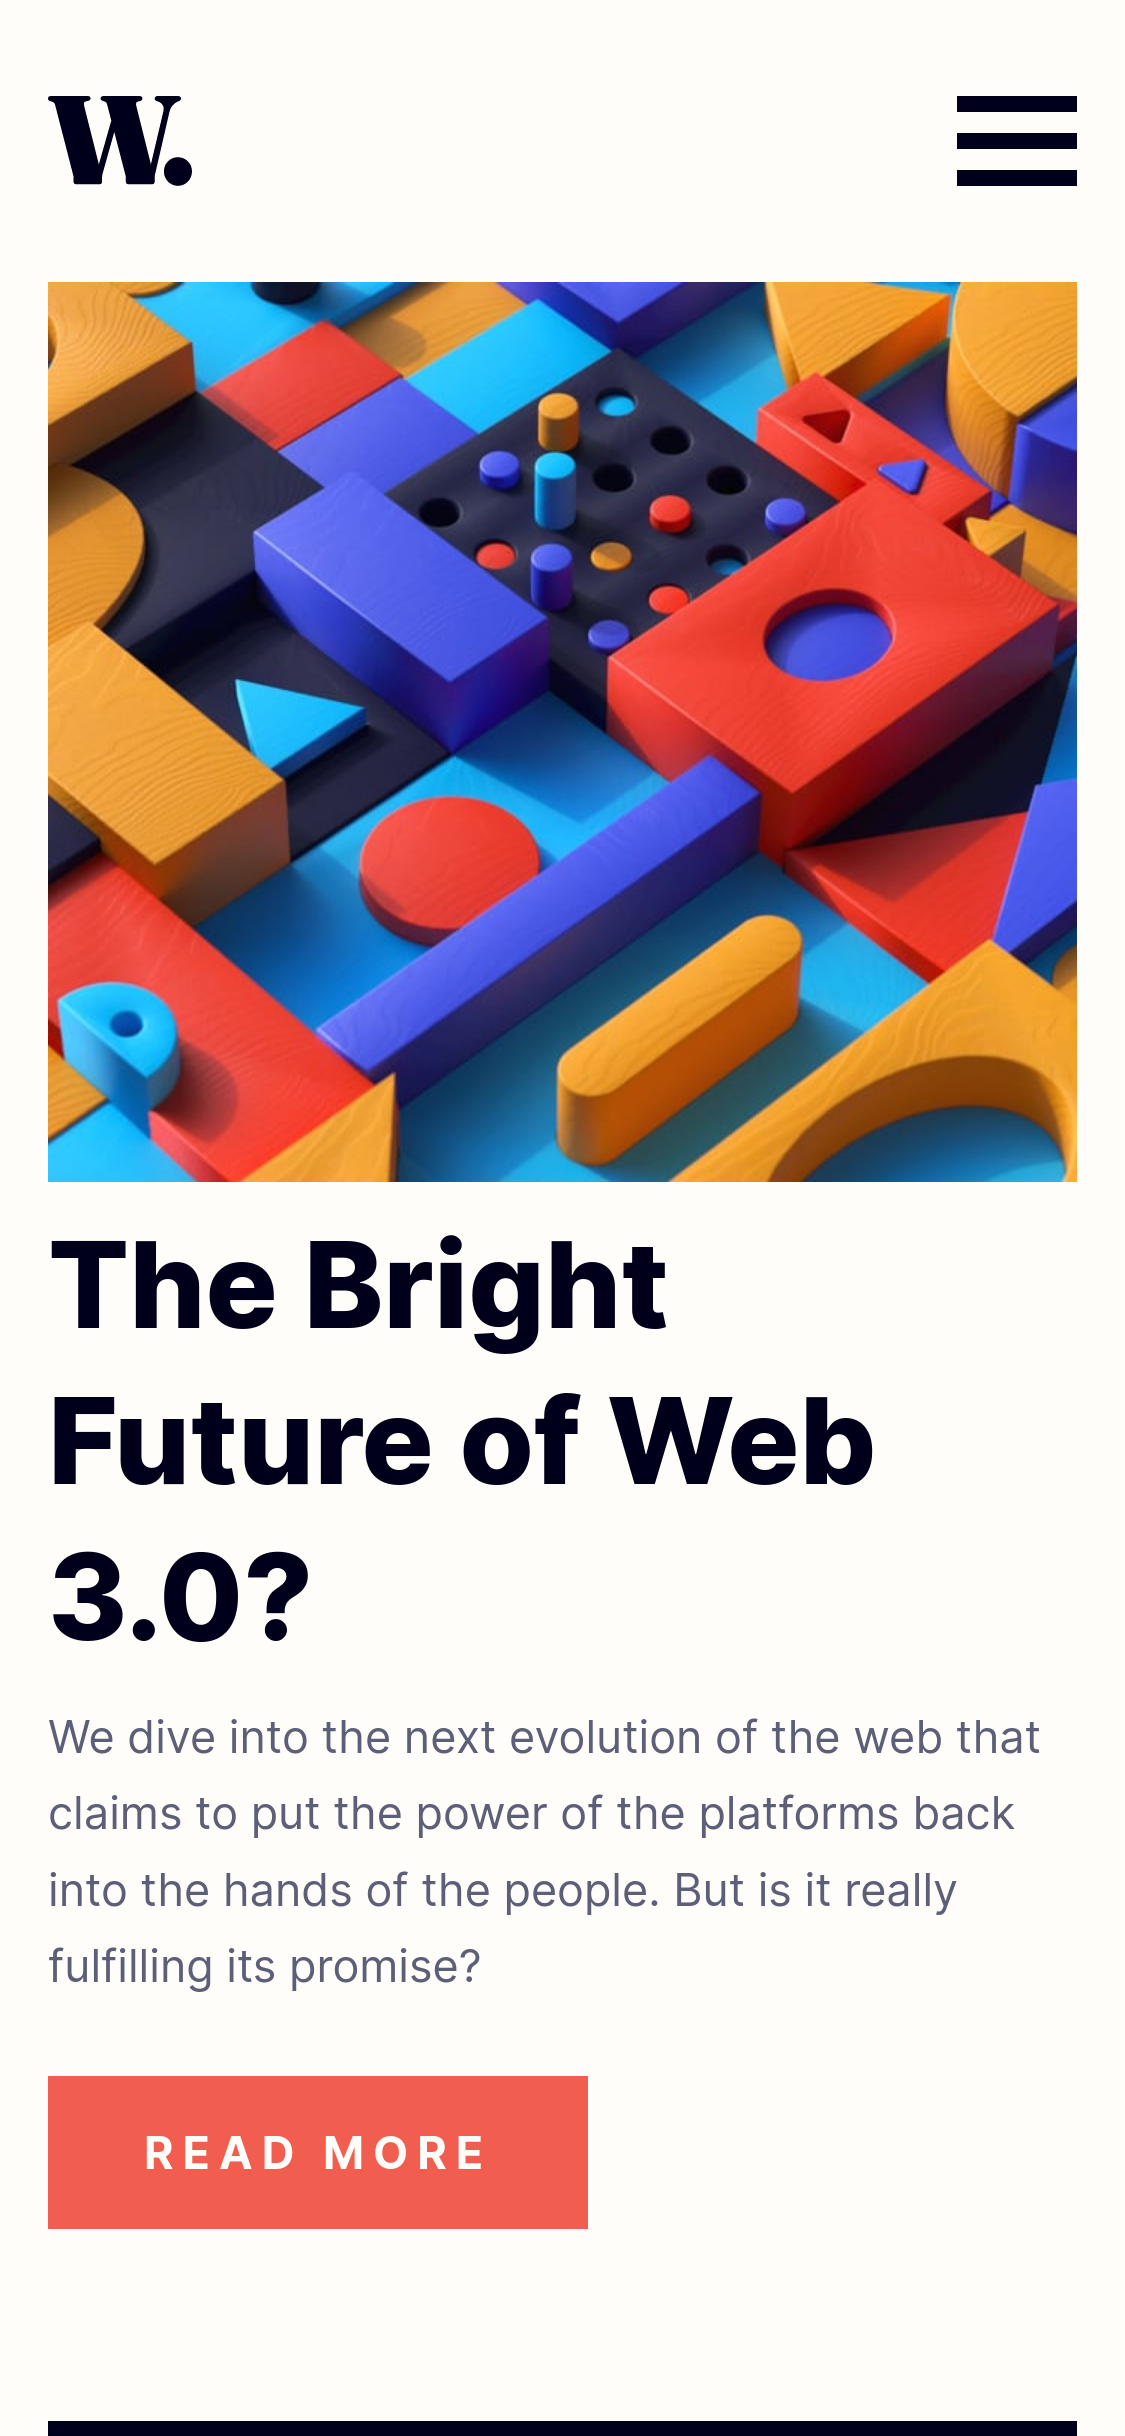 W.
The Bright
Future of Web
3.0?
We dive into the next evolution of the web that
claims to put the power of the platforms back
into the hands of the people. But is it really
fulfilling its promise?
READ MORE